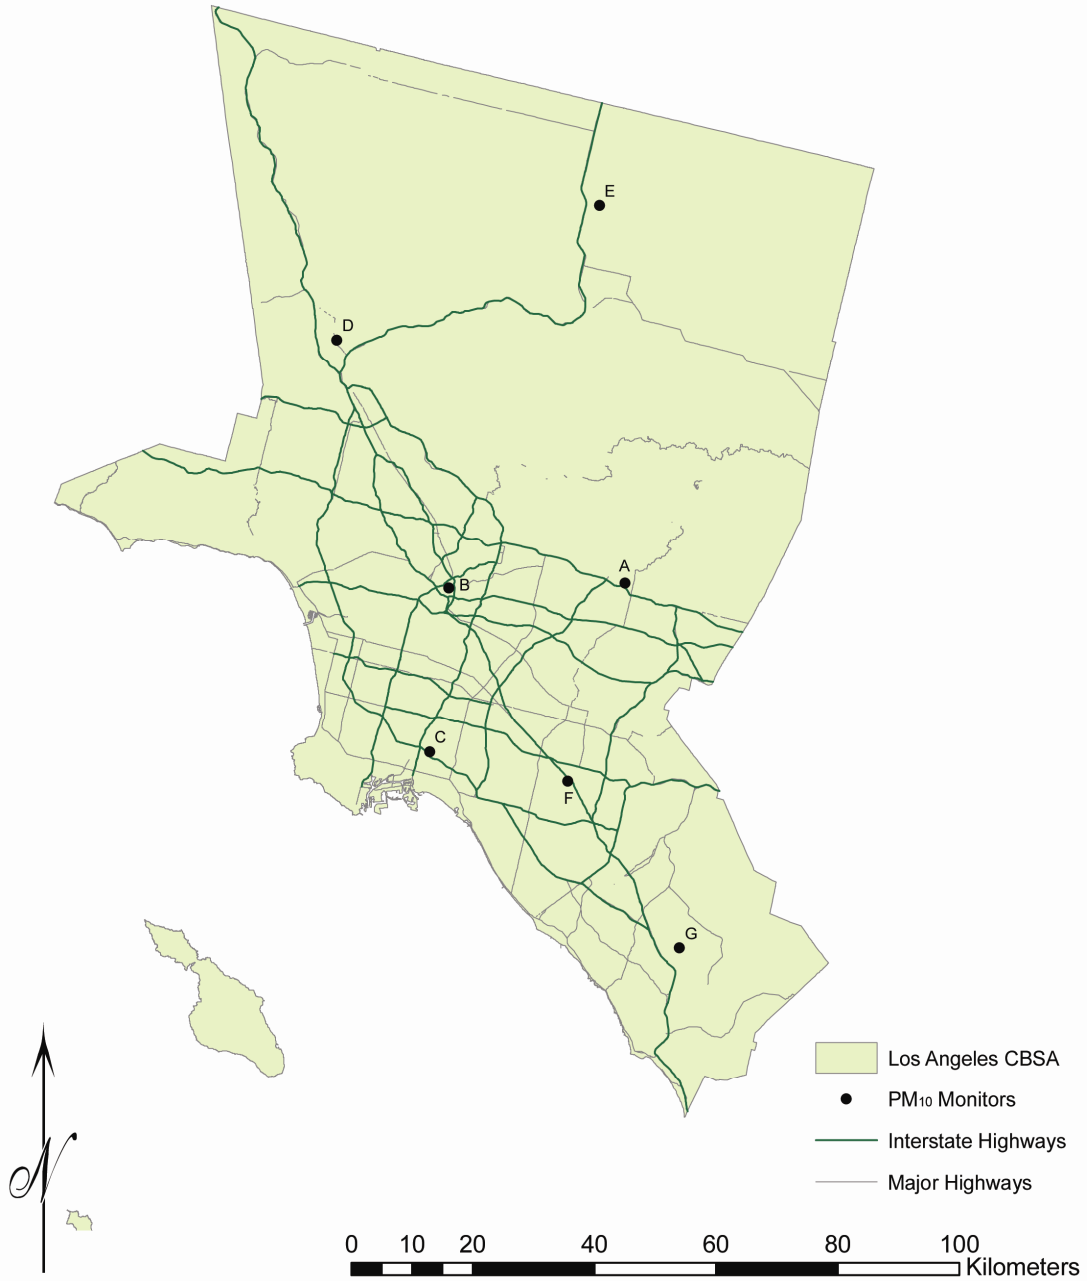 E
D
A
B
C
F
G
Los Angeles CBSA
PM10 Monitors
Interstate Highways
Major Highways
N
0 10 20 40 60 80 100
Kilometers